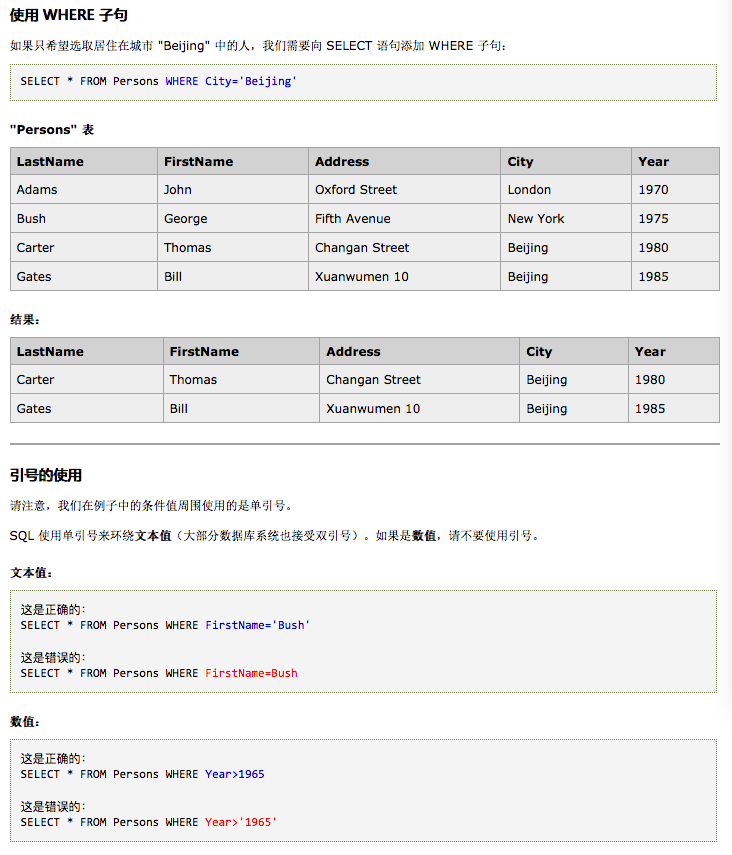 使用 WHERE 子句
如果只希望选取居住在城市 "Beijing" 中的人，我们需要向 SELECT 语句添加 WHERE 子句：
SELECT * FROM Persons WHERE City='Beijing'
"Persons" 表
LastName FirstName Address City Year
Adams John Oxford Street London 1970
Bush George Fifth Avenue New York 1975
Carter Thomas Changan Street Beijing 1980
Gates Bill Xuanwumen 10 Beijing 1985
结果：
LastName FirstName Address City Year
Carter Thomas Changan Street Beijing 1980
Gates Bill Xuanwumen 10 Beijing 1985
引号的使用
请注意，我们在例子中的条件值周围使用的是单引号。
SQL 使用单引号来环绕文本值（大部分数据库系统也接受双引号）。如果是数值，请不要使用引号。
文本值：
这是正确的：
SELECT * FROM Persons WHERE FirstName='Bush'
这是错误的：
SELECT * FROM Persons WHERE FirstName=Bush
数值：
这是正确的：
SELECT * FROM Persons WHERE Year>1965
这是错误的：
SELECT * FROM Persons WHERE Year>'1965'